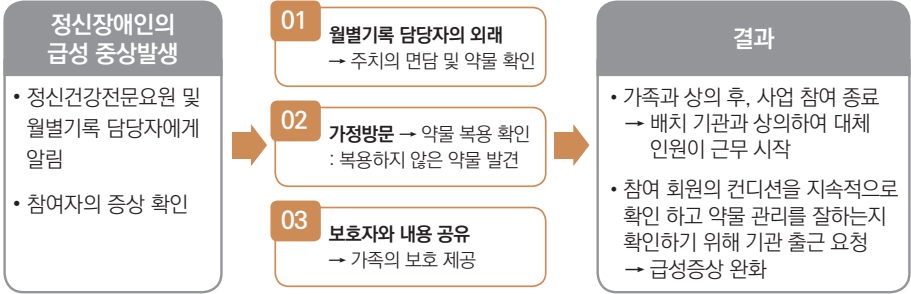 정신장애인의
급성 중상발생
• 정신건강전문요원 및
월별기록 담당자에게
알림
• 참여자의 증상 확인
01
월별기록 담당자의 외래
→ 주치의 면담 및 약물 확인
02
가정방문 → 약물 복용 확인
: 복용하지 않은 약물 발견
03
보호자와 내용 공유
→ 가족의 보호 제공
결과
• 가족과 상의 후, 사업 참여 종료
→ 배치 기관과 상의하여 대체
인원이 근무 시작
• 참여 회원의 컨디션을 지속적으로
확인 하고 약물 관리를 잘하는지
확인하기 위해 기관 출근 요청
→ 급성증상 완화